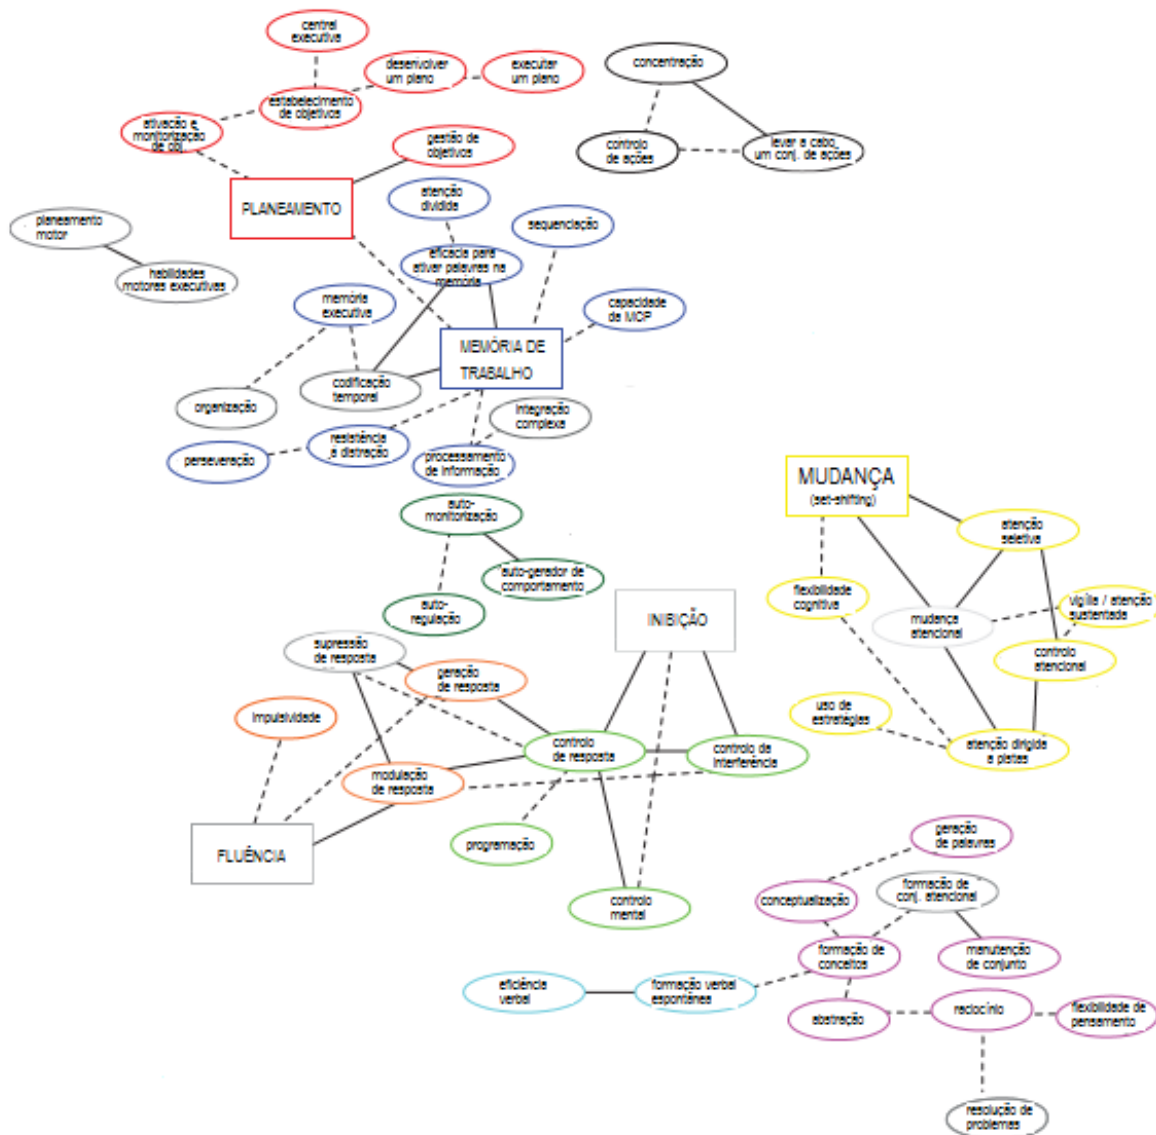 central
executiva
desenvolver
um plano
executar
um plano
estabelecimento
de objetivos
ativação e
monitorização
de obj.
gestão de
objetivos
PLANEAMENTO
concentração
controlo
de ações
levar a cabo
um conj. de ações
planeamento
motor
habilidades
motoras executivas
atenção
dividida
sequenciação
eficácia para
ativar palavras na
memória
memória
executiva
capacidade
da MCP
MEMÓRIA DE
TRABALHO
codificação
temporal
organização
integração
complexa
resistência
à distração
perseveração
processamento
de informação
auto-
monitorização
auto-gerador de
comportamento
auto-
regulação
MUDANÇA
(set-shifting)
atenção
seletiva
flexibilidade
cognitiva
mudança
atencional
vigília / atenção
sustentada
controlo
atencional
uso de
estratégias
atenção dirigida
a pistas
INIBIÇÃO
supressão
de resposta
geração
de resposta
impulsividade
controlo
de resposta
controlo da
interferência
modulação
de resposta
FLUÊNCIA
programação
controlo
mental
geração
de palavras
formação de
conj. atencional
conceptualização
formação de
conceitos
manutenção
de conjunto
eficiência
verbal
formação verbal
espontânea
abstração
raciocínio
flexibilidade de
pensamento
resolução de
problemas